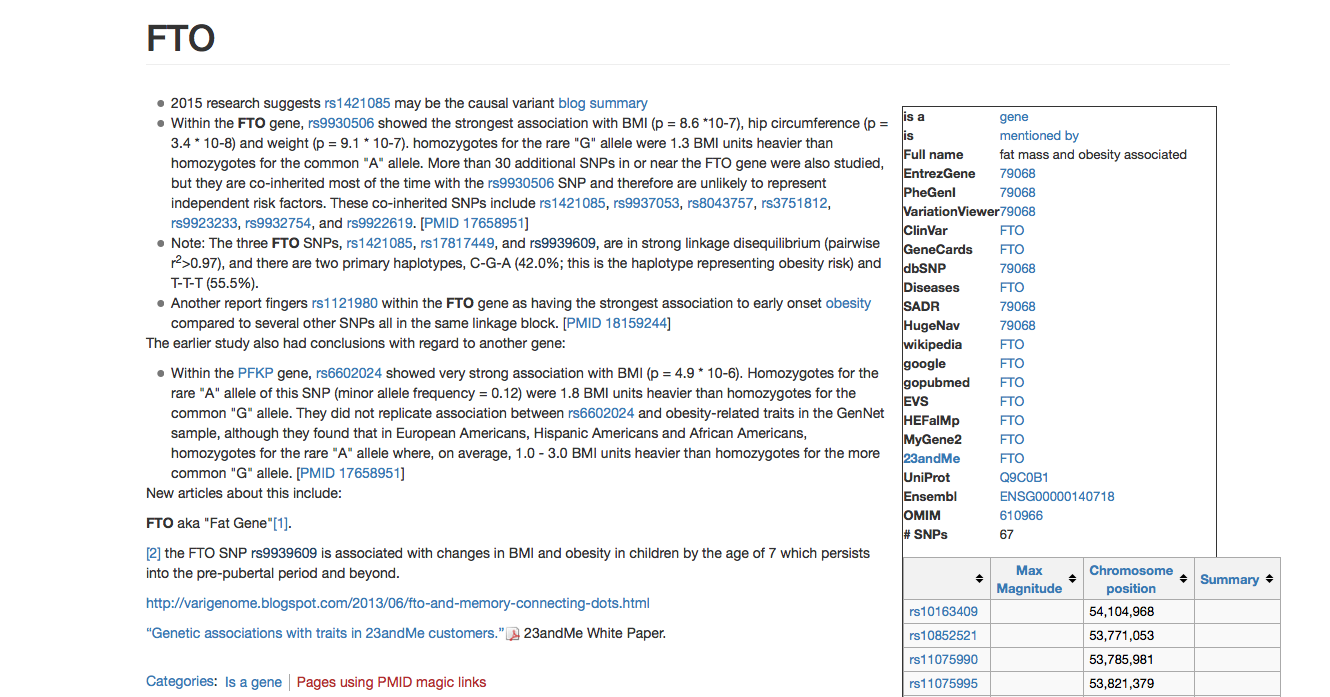 FTO
2015 research suggests rs1421085 may be the causal variant blog summary
Within the FTO gene, rs9930506 showed the strongest association with BMI (p = 8.6 *10-7), hip circumference (p =
3.4 * 10-8) and weight (p = 9.1 * 10-7). homozygotes for the rare "G" allele were 1.3 BMI units heavier than
homozygotes for the common "A" allele. More than 30 additional SNPs in or near the FTO gene were also studied,
but they are co-inherited most of the time with the rs9930506 SNP and therefore are unlikely to represent
independent risk factors. These co-inherited SNPs include rs1421085, rs9937053, rs8043757, rs3751812,
rs9923233, rs9932754, and rs9922619. [PMID 17658951]
Note: The three FTO SNPs, rs1421085, rs17817449, and rs9939609, are in strong linkage disequilibrium (pairwise
r2>0.97), and there are two primary haplotypes, C-G-A (42.0%; this is the haplotype representing obesity risk) and
T-T-T (55.5%).
Another report fingers rs1121980 within the FTO gene as having the strongest association to early onset obesity
compared to several other SNPs all in the same linkage block. [PMID 18159244]
The earlier study also had conclusions with regard to another gene:
Within the PFKP gene, rs6602024 showed very strong association with BMI (p = 4.9 * 10-6). Homozygotes for the
rare "A" allele of this SNP (minor allele frequency = 0.12) were 1.8 BMI units heavier than homozygotes for the
common "G" allele. They did not replicate association between rs6602024 and obesity-related traits in the GenNet
sample, although they found that in European Americans, Hispanic Americans and African Americans,
homozygotes for the rare "A" allele where, on average, 1.0 - 3.0 BMI units heavier than homozygotes for the more
common "G" allele. [PMID 17658951]
New articles about this include:
FTO aka "Fat Gene"[1].
[2] the FTO SNP rs9939609 is associated with changes in BMI and obesity in children by the age of 7 which persists
into the pre-pubertal period and beyond.
http://varigenome.blogspot.com/2013/06/fto-and-memory-connecting-dots.html
“Genetic associations with traits in 23andMe customers.” 23andMe White Paper.
Categories: Is a gene | Pages using PMID magic links
is a gene
is mentioned by
Full name fat mass and obesity associated
EntrezGene 79068
PheGenI 79068
VariationViewer 79068
ClinVar FTO
GeneCards FTO
dbSNP 79068
Diseases FTO
SADR 79068
HugeNav 79068
wikipedia FTO
google FTO
gopubmed FTO
EVS FTO
HEFalMp FTO
MyGene2 FTO
23andMe FTO
UniProt Q9C0B1
Ensembl ENSG00000140718
OMIM 610966
# SNPs 67
Max Magnitude Chromosome position Summary
rs10163409 54,104,968
rs10852521 53,771,053
rs11075990 53,785,981
rs11075995 53,821,379